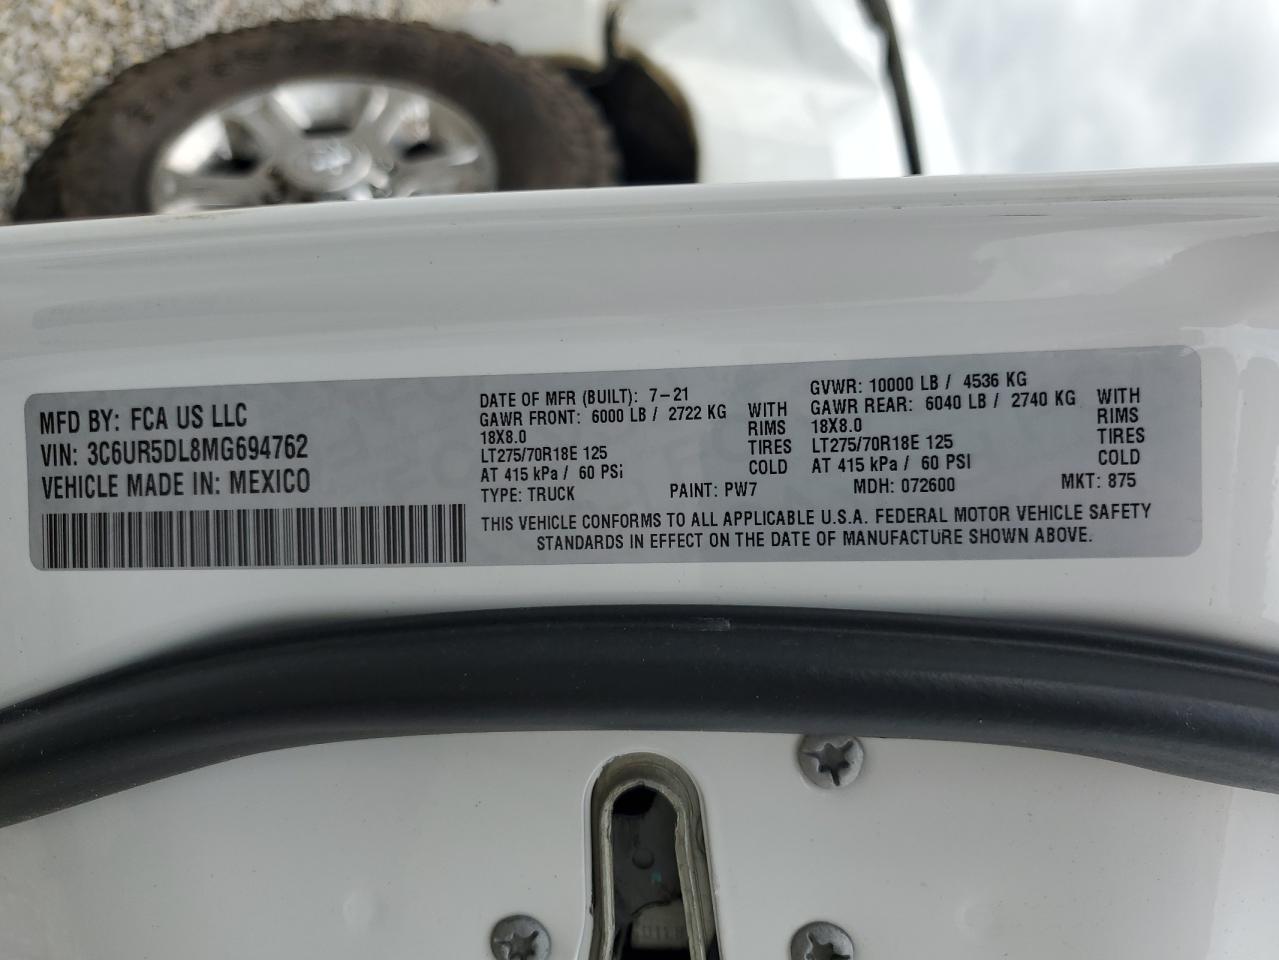 MFD BY: FCA US LLC
VIN: 3C6UR5DL8MG694762
VEHICLE MADE IN: MEXICO
DATE OF MFR (BUILT): 7-21
GAWR FRONT: 6000 LB / 2722 KG WITH
18X8.0 RIMS
LT275/70R18E 125 TIRES
AT 415 kPa / 60 PSi COLD
GVWR: 10000 LB / 4536 KG
GAWR REAR: 6040 LB / 2740 KG WITH
18X8.0 RIMS
LT275/70R18E 125 TIRES
AT 415 kPa / 60 PSI COLD
TYPE: TRUCK PAINT: PW7 MDH: 072600 MKT: 875
THIS VEHICLE CONFORMS TO ALL APPLICABLE U.S.A. FEDERAL MOTOR VEHICLE SAFETY
STANDARDS IN EFFECT ON THE DATE OF MANUFACTURE SHOWN ABOVE.